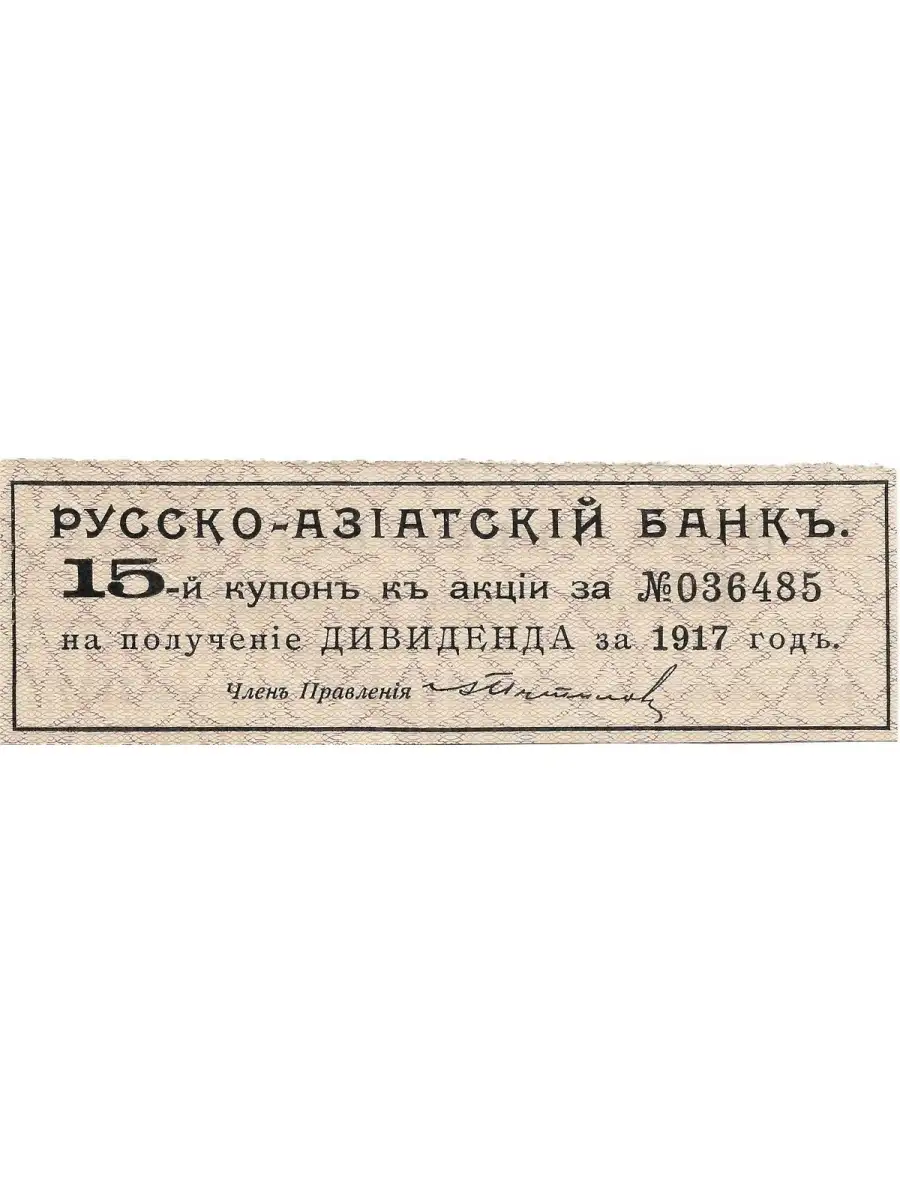 РУССКО-АЗІАТСКІЙ БАНКЪ.
15-й купонъ къ акціи за №036485
на полученіе ДИВИДЕНДА за 1917 годъ.
Членъ Правленія